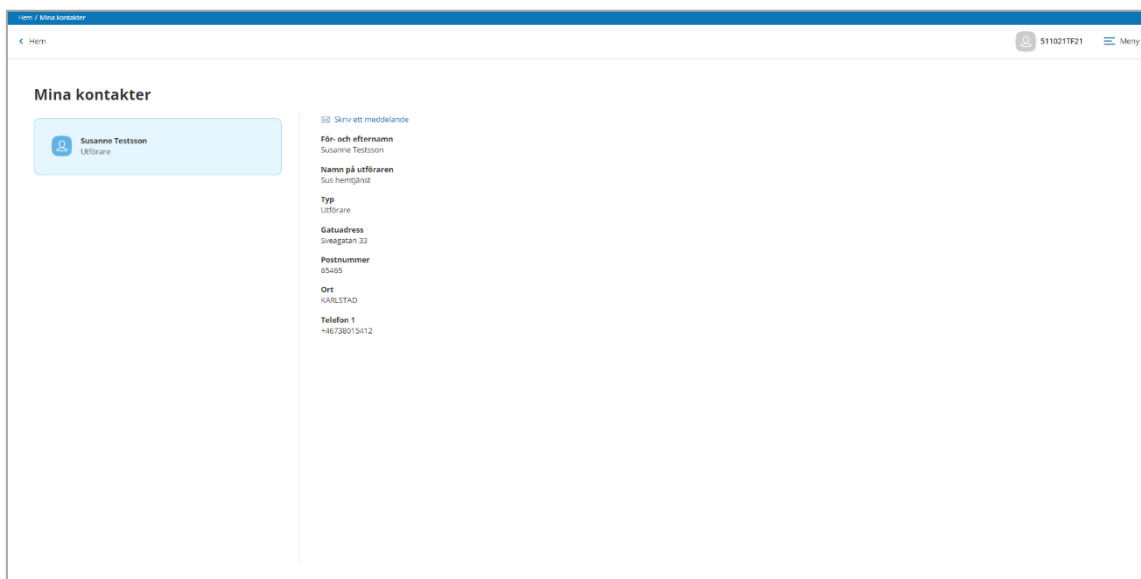 Hem / Mina kontakter
Hem
511021TF21
Meny
Mina kontakter
Susanne Testsson
Utförare
Skriv ett meddelande
För- och efternamn
Susanne Testsson
Namn på utföraren
Sus hemtjänst
Typ
Utförare
Gatuadress
Sveagatan 33
Postnummer
65465
Ort
KARLSTAD
Telefon 1
+46738015412